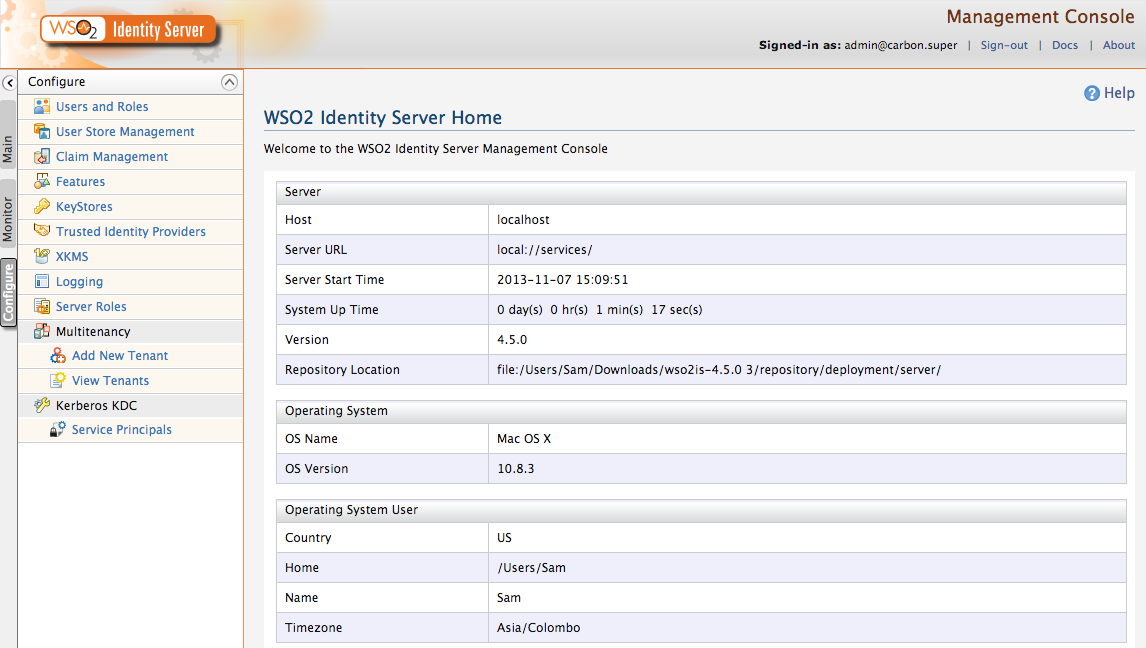 WSO2 Identity Server
Management Console
Signed-in as: admin@carbon.super | Sign-out | Docs | About
Main
Monitor
Configure
Configure
Users and Roles
User Store Management
Claim Management
Features
KeyStores
Trusted Identity Providers
XKMS
Logging
Server Roles
Multitenancy
Add New Tenant
View Tenants
Kerberos KDC
Service Principals
Help
WSO2 Identity Server Home
Welcome to the WSO2 Identity Server Management Console
Server
Host localhost
Server URL local://services/
Server Start Time 2013-11-07 15:09:51
System Up Time 0 day(s) 0 hr(s) 1 min(s) 17 sec(s)
Version 4.5.0
Repository Location file:/Users/Sam/Downloads/wso2is-4.5.0 3/repository/deployment/server/
Operating System
OS Name Mac OS X
OS Version 10.8.3
Operating System User
Country US
Home /Users/Sam
Name Sam
Timezone Asia/Colombo